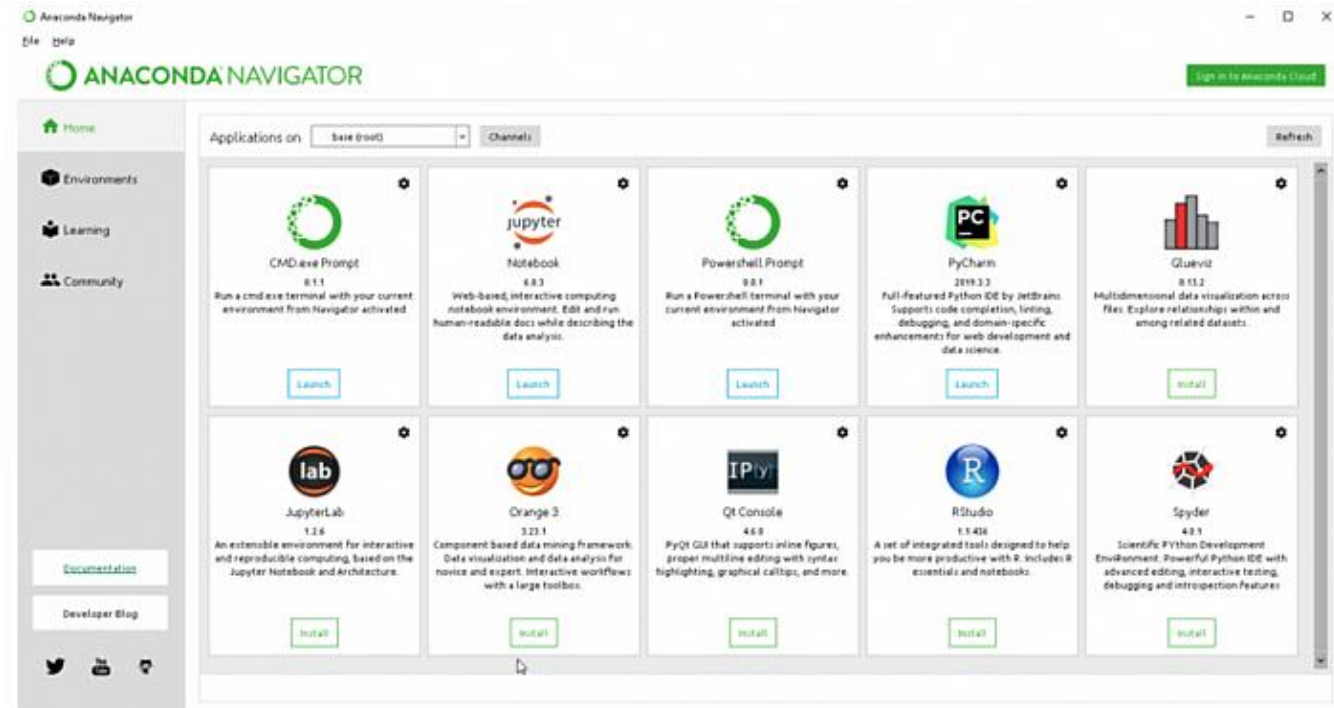 Anaconda Navigator
File Help
ANACONDA NAVIGATOR
Sign in to Anaconda Cloud
Home
Applications on base (root) Channels Refresh
Environments
Learning
Community
Documentation
Developer Blog
You Tube
CMD.exe Prompt
0.1.1
Run a cmd.exe terminal with your current
environment from Navigator activated
Launch
jupyter
Notebook
6.0.3
Web-based, interactive computing
notebook environment. Edit and run
human-readable docs while describing the
data analysis.
Launch
Powershell Prompt
0.0.1
Run a Powershell terminal with your
current environment from Navigator
activated
Launch
PC
PyCharm
2019.3.3
Full-featured Python IDE by JetBrains.
Supports code completion, linting,
debugging, and domain-specific
enhancements for web development and
data science.
Launch
Glueviz
0.15.2
Multidimensional data visualization across
files. Explore relationships within and
among related datasets.
Install
lab
JupyterLab
1.2.6
An extensible environment for interactive
and reproducible computing, based on the
Jupyter Notebook and Architecture.
Install
Orange 3
3.23.1
Component based data mining framework.
Data visualization and data analysis for
novice and expert. Interactive workflows
with a large toolbox.
Install
IP[y]
Qt Console
4.6.0
PyQt GUI that supports inline figures,
proper multiline editing with syntax
highlighting, graphical calltips, and more.
Install
R
RStudio
1.1.456
A set of integrated tools designed to help
you be more productive with R. Includes R
essentials and notebooks.
Install
Spyder
4.0.1
Scientific PYthon Development
EnviRonment. Powerful Python IDE with
advanced editing, interactive testing,
debugging and introspection features
Install